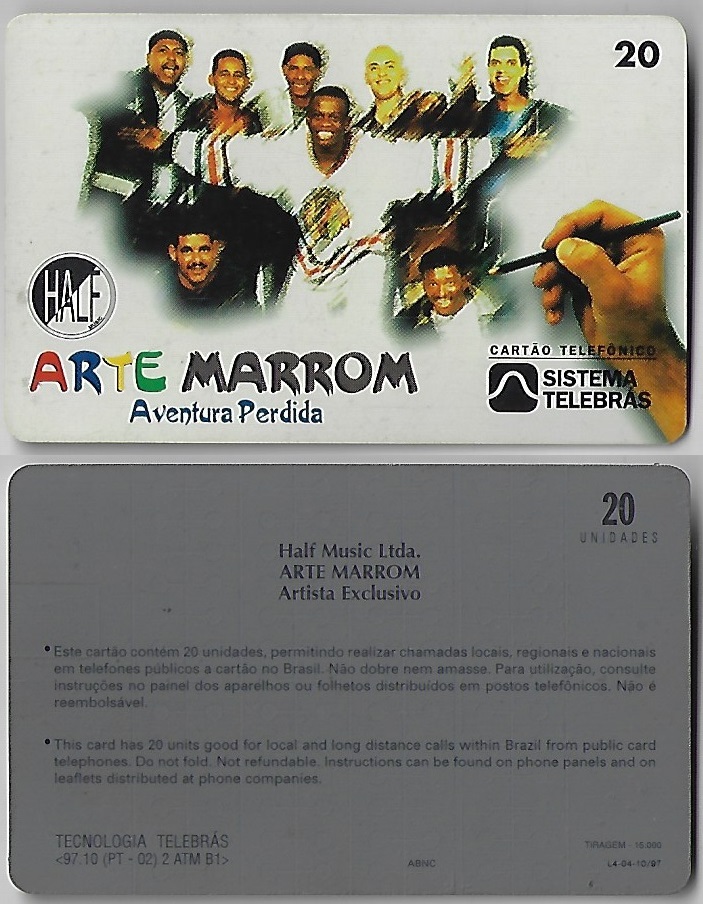 20
HALF
MUSIC
ARTE MARROM
Aventura Perdida
CARTÃO TELEFÔNICO
SISTEMA
TELEBRÁS
20
UNIDADES
Half Music Ltda.
ARTE MARROM
Artista Exclusivo
• Este cartão contém 20 unidades, permitindo realizar chamadas locais, regionais e nacionais
em telefones públicos a cartão no Brasil. Não dobre nem amasse. Para utilização, consulte
instruções no painel dos aparelhos ou folhetos distribuídos em postos telefônicos. Não é
reembolsável.
• This card has 20 units good for local and long distance calls within Brazil from public card
telephones. Do not fold. Not refundable. Instructions can be found on phone panels and on
leaflets distributed at phone companies.
TECNOLOGIA TELEBRÁS
<97.10 (PT - 02) 2 ATM B1>
ABNC
TIRAGEM - 15.000
L4-04-10/97